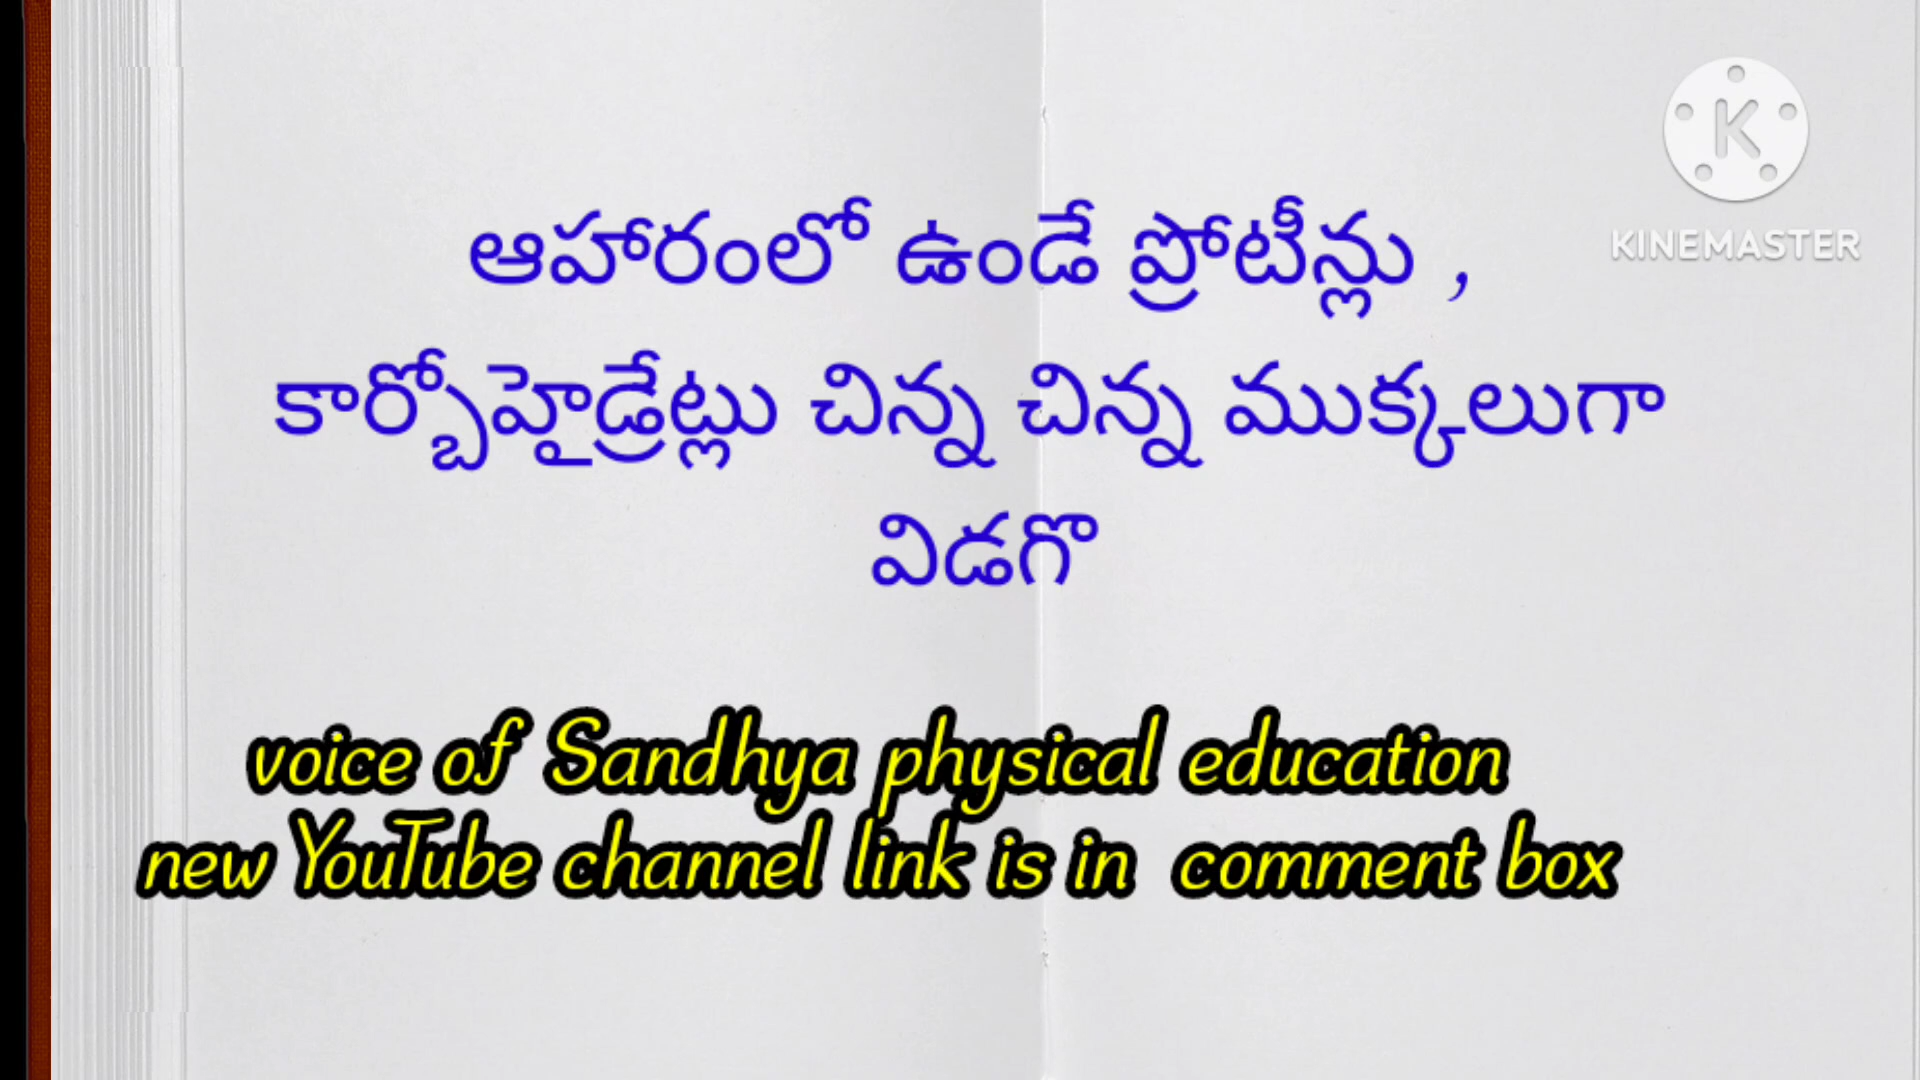 KINEMASTER
ఆహారంలో ఉండే ప్రోటీన్లు ,
కార్బోహైడ్రేట్లు చిన్న చిన్న ముక్కలుగా
విడగొ
voice of Sandhya physical education
new YouTube channel link is in comment box